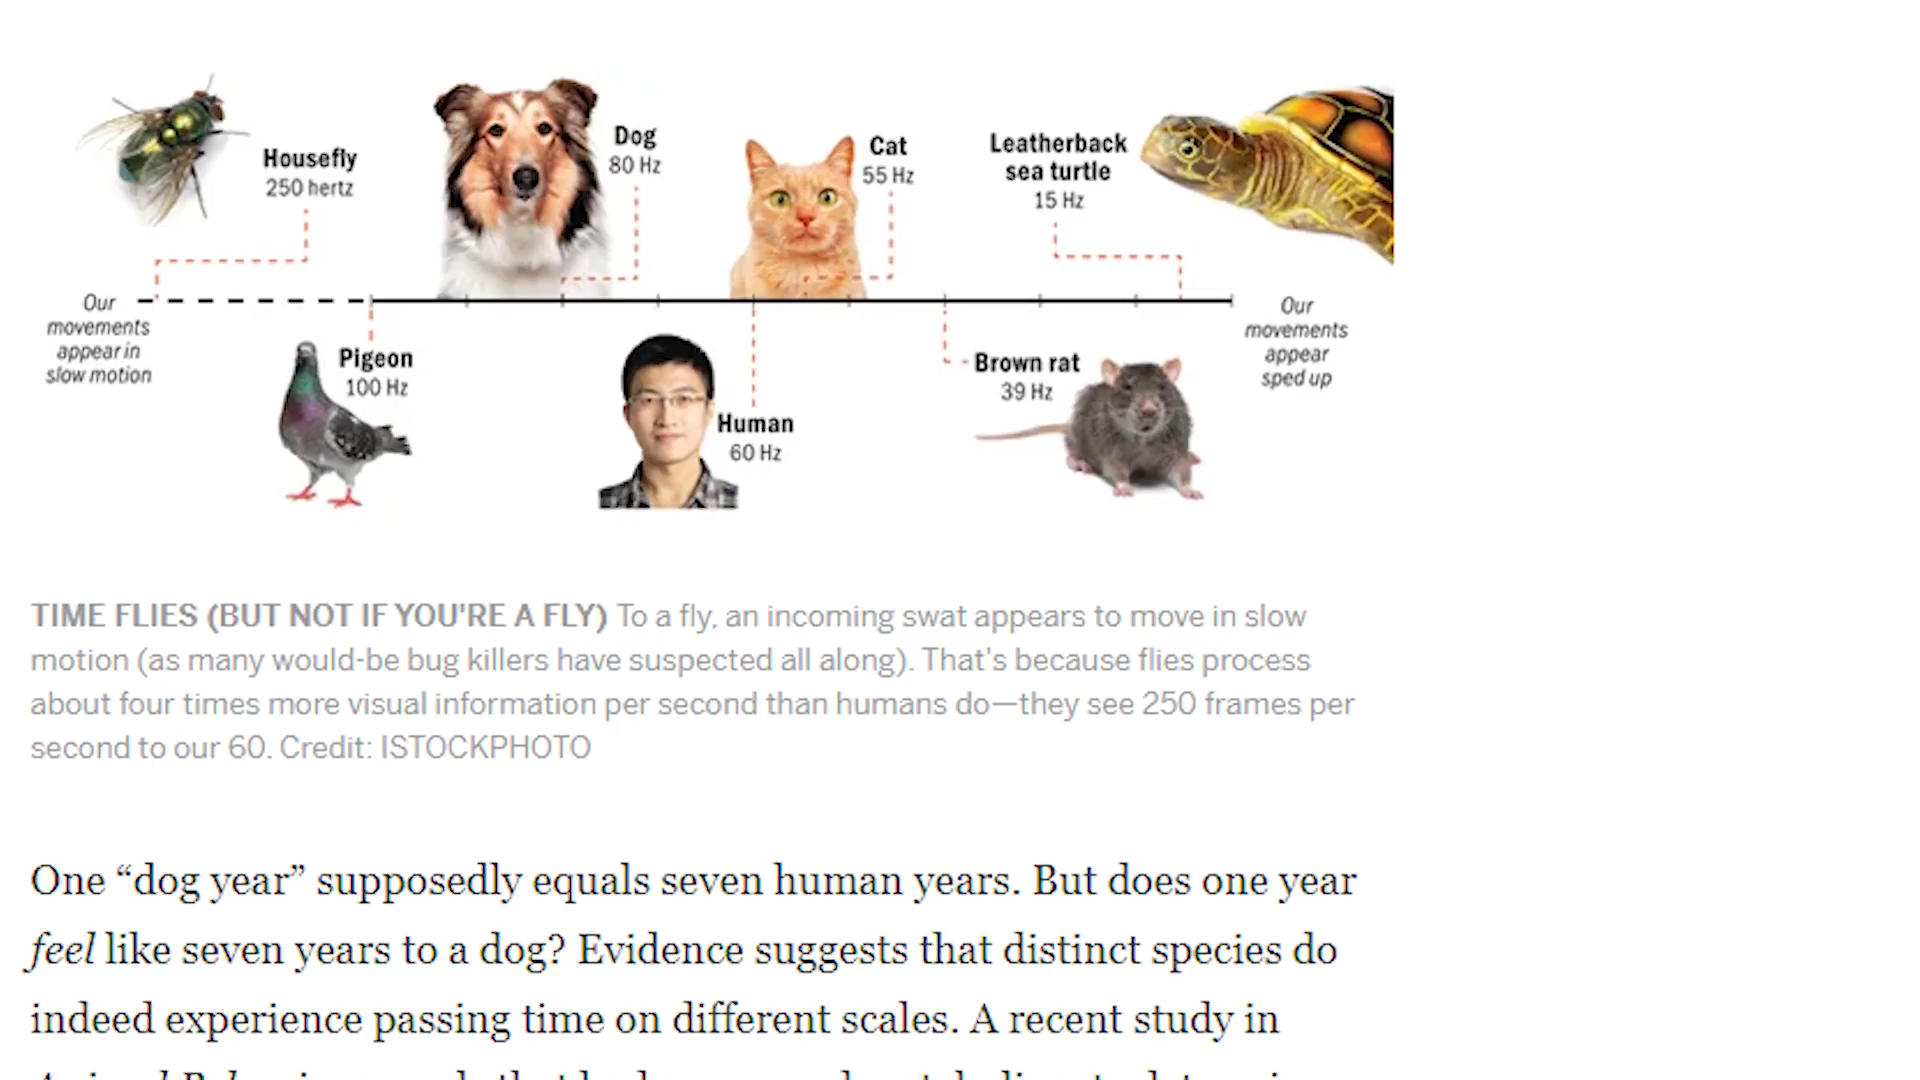 Housefly
250 hertz
Dog
80 Hz
Cat
55 Hz
Leatherback
sea turtle
15 Hz
Our
movements
appear in
slow motion
Pigeon
100 Hz
Human
60 Hz
Brown rat
39 Hz
Our
movements
appear
sped up
TIME FLIES (BUT NOT IF YOU'RE A FLY) To a fly, an incoming swat appears to move in slow
motion (as many would-be bug killers have suspected all along). That's because flies process
about four times more visual information per second than humans do—they see 250 frames per
second to our 60. Credit: ISTOCKPHOTO
One “dog year” supposedly equals seven human years. But does one year
feel like seven years to a dog? Evidence suggests that distinct species do
indeed experience passing time on different scales. A recent study in